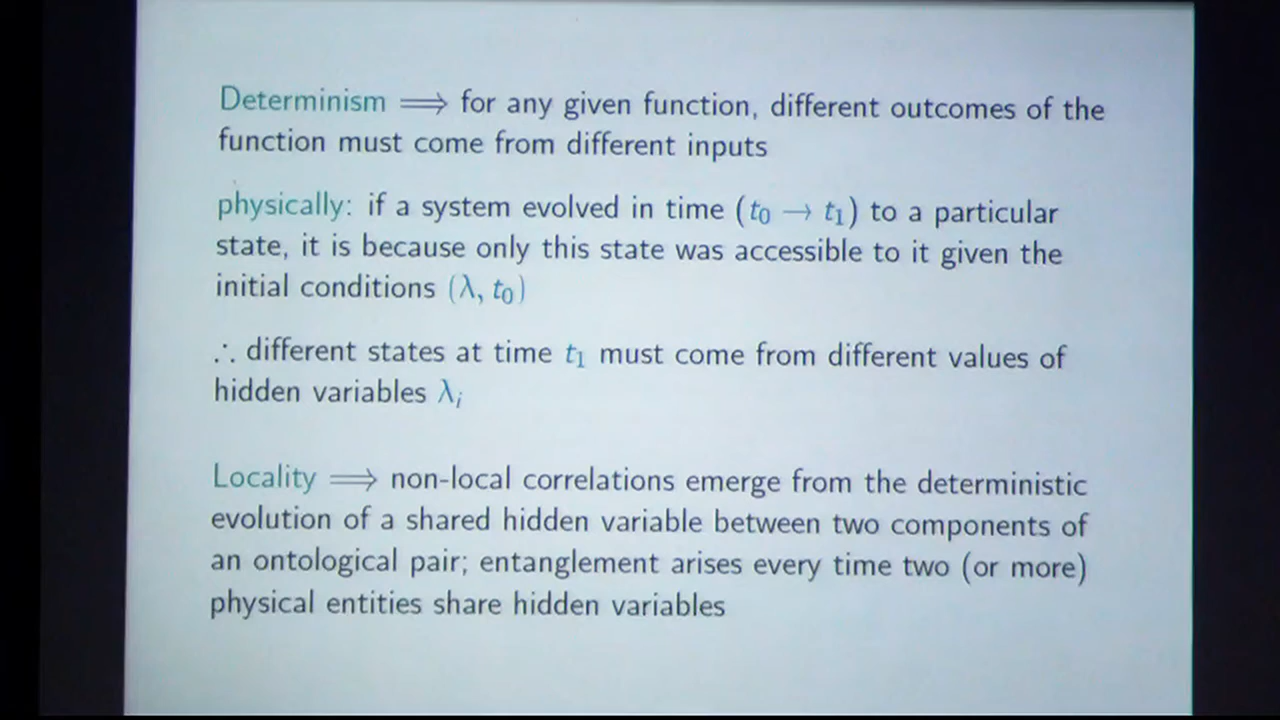 Determinism ⟹ for any given function, different outcomes of the
function must come from different inputs
physically: if a system evolved in time (t₀ → t₁) to a particular
state, it is because only this state was accessible to it given the
initial conditions (λ, t₀)
∴ different states at time t₁ must come from different values of
hidden variables λᵢ
Locality ⟹ non-local correlations emerge from the deterministic
evolution of a shared hidden variable between two components of
an ontological pair; entanglement arises every time two (or more)
physical entities share hidden variables